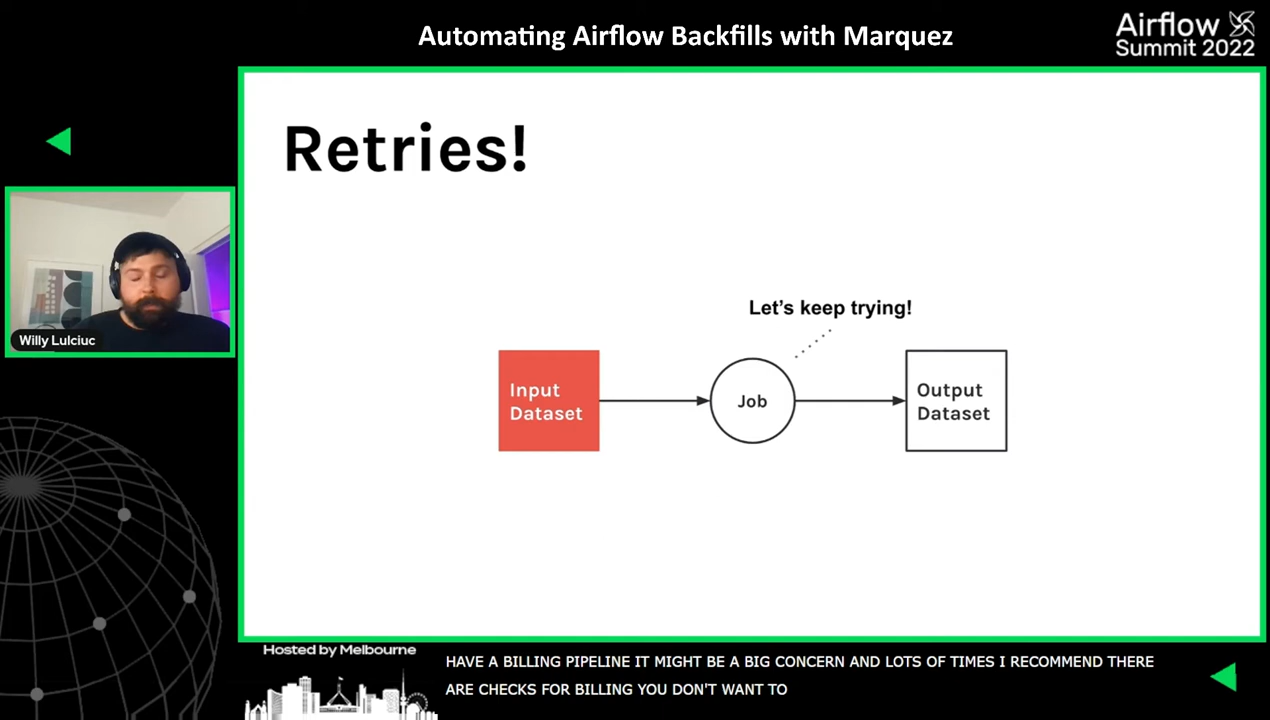 Automating Airflow Backfills with Marquez
Airflow
Summit 2022
Retries!
Willy Lulciuc
Let's keep trying!
Input
Dataset
Job
Output
Dataset
Hosted by Melbourne
HAVE A BILLING PIPELINE IT MIGHT BE A BIG CONCERN AND LOTS OF TIMES I RECOMMEND THERE
ARE CHECKS FOR BILLING YOU DON'T WANT TO